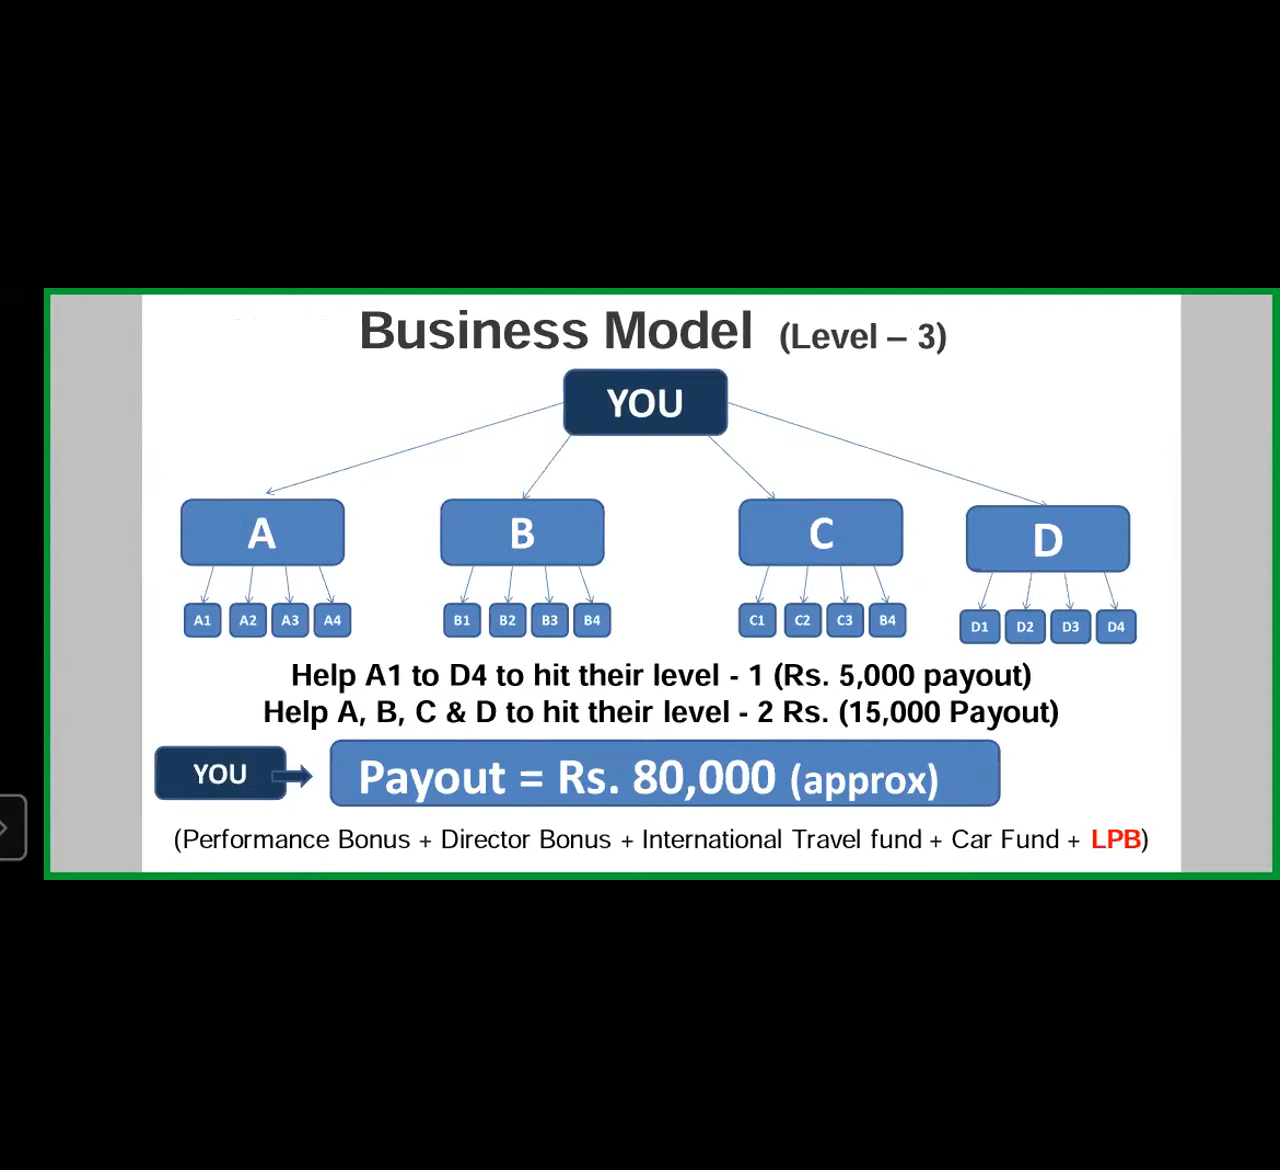 Business Model (Level – 3)
YOU
A B C D
A1 A2 A3 A4 B1 B2 B3 B4 C1 C2 C3 B4 D1 D2 D3 D4
Help A1 to D4 to hit their level - 1 (Rs. 5,000 payout)
Help A, B, C & D to hit their level - 2 Rs. (15,000 Payout)
YOU Payout = Rs. 80,000 (approx)
(Performance Bonus + Director Bonus + International Travel fund + Car Fund + LPB)